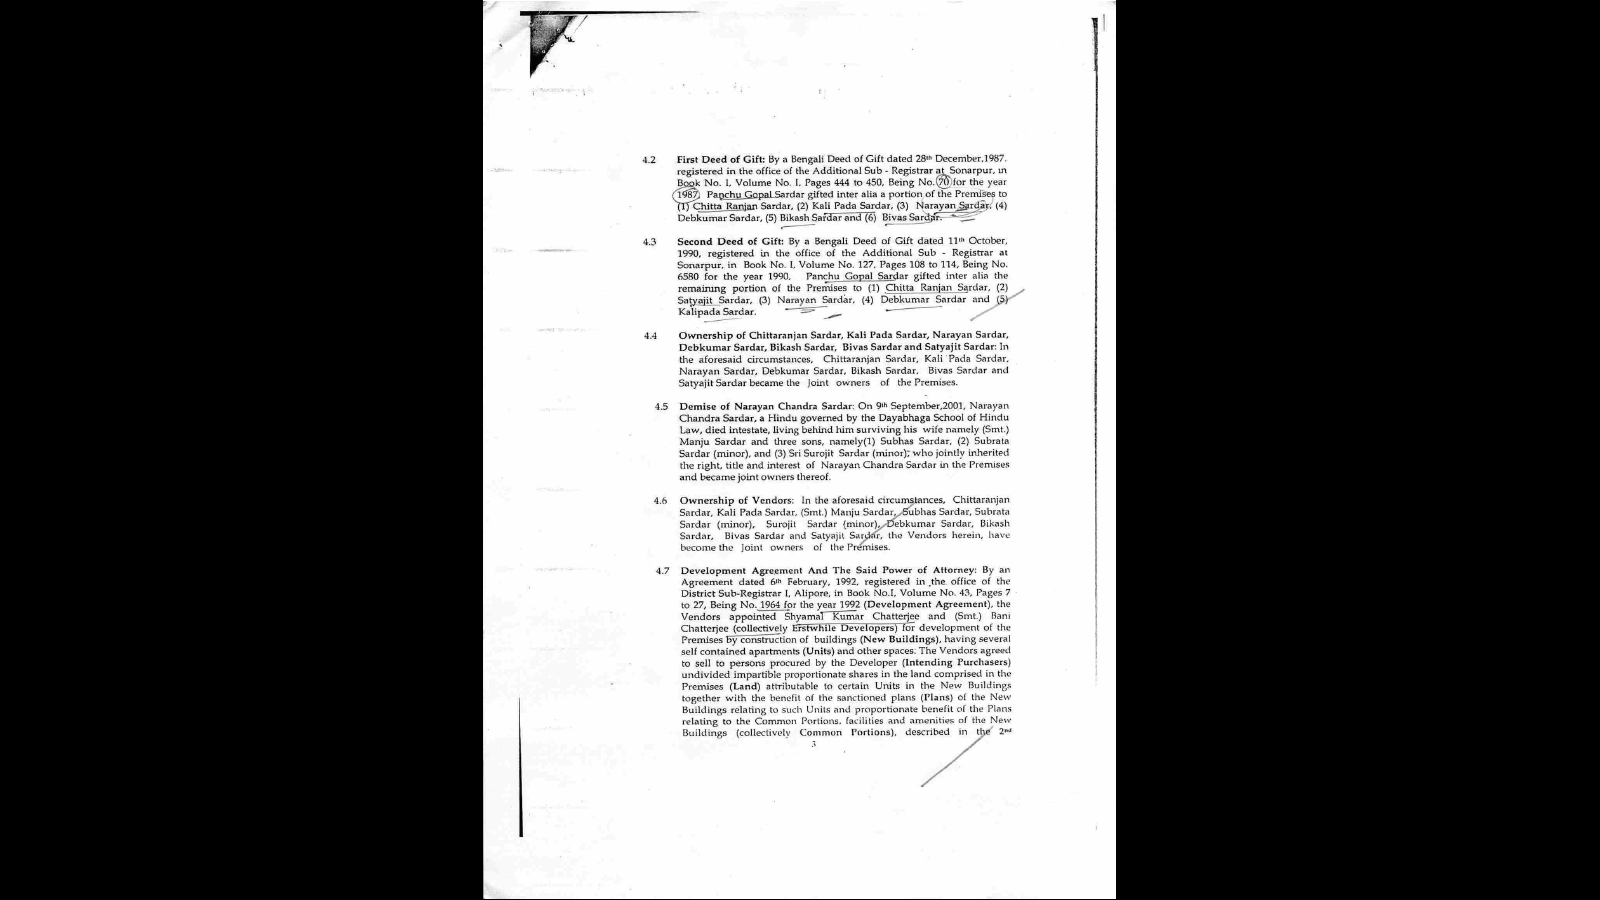 4.2 First Deed of Gift: By a Bengali Deed of Gift dated 28th December,1987,
registered in the office of the Additional Sub - Registrar at Sonarpur, in
Book No. I, Volume No. I, Pages 444 to 450, Being No. 70 for the year
1987, Panchu Gopal Sardar gifted inter alia a portion of the Premises to
(1) Chitta Ranjan Sardar, (2) Kali Pada Sardar, (3) Narayan Sardar, (4)
Debkumar Sardar, (5) Bikash Sardar and (6) Bivas Sardar.
4.3 Second Deed of Gift: By a Bengali Deed of Gift dated 11th October,
1990, registered in the office of the Additional Sub - Registrar at
Sonarpur, in Book No. I, Volume No. 127, Pages 108 to 114, Being No.
6580 for the year 1990, Panchu Gopal Sardar gifted inter alia the
remaining portion of the Premises to (1) Chitta Ranjan Sardar, (2)
Satyajit Sardar, (3) Narayan Sardar, (4) Debkumar Sardar and (5)
Kalipada Sardar.
4.4 Ownership of Chittaranjan Sardar, Kali Pada Sardar, Narayan Sardar,
Debkumar Sardar, Bikash Sardar, Bivas Sardar and Satyajit Sardar: In
the aforesaid circumstances, Chittaranjan Sardar, Kali Pada Sardar,
Narayan Sardar, Debkumar Sardar, Bikash Sardar, Bivas Sardar and
Satyajit Sardar became the joint owners of the Premises.
4.5 Demise of Narayan Chandra Sardar: On 9th September,2001, Narayan
Chandra Sardar, a Hindu governed by the Dayabhaga School of Hindu
Law, died intestate, living behind him surviving his wife namely (Smt.)
Manju Sardar and three sons, namely(1) Subhas Sardar, (2) Subrata
Sardar (minor), and (3) Sri Surojit Sardar (minor); who jointly inherited
the right, title and interest of Narayan Chandra Sardar in the Premises
and became joint owners thereof.
4.6 Ownership of Vendors: In the aforesaid circumstances, Chittaranjan
Sardar, Kali Pada Sardar, (Smt.) Manju Sardar, Subhas Sardar, Subrata
Sardar (minor), Surojit Sardar (minor), Debkumar Sardar, Bikash
Sardar, Bivas Sardar and Satyajit Sardar, the Vendors herein, have
become the joint owners of the Premises.
4.7 Development Agreement And The Said Power of Attorney: By an
Agreement dated 6th February, 1992, registered in the office of the
District Sub-Registrar I, Alipore, in Book No.I, Volume No. 43, Pages 7
to 27, Being No. 1964 for the year 1992 (Development Agreement), the
Vendors appointed Shyamal Kumar Chatterjee and (Smt.) Bani
Chatterjee (collectively Erstwhile Developers) for development of the
Premises by construction of buildings (New Buildings), having several
self contained apartments (Units) and other spaces. The Vendors agreed
to sell to persons procured by the Developer (Intending Purchasers)
undivided impartible proportionate shares in the land comprised in the
Premises (Land) attributable to certain Units in the New Buildings
together with the benefit of the sanctioned plans (Plans) of the New
Buildings relating to such Units and proportionate benefit of the Plans
relating to the Common Portions, facilities and amenities of the New
Buildings (collectively Common Portions), described in the 2nd
3